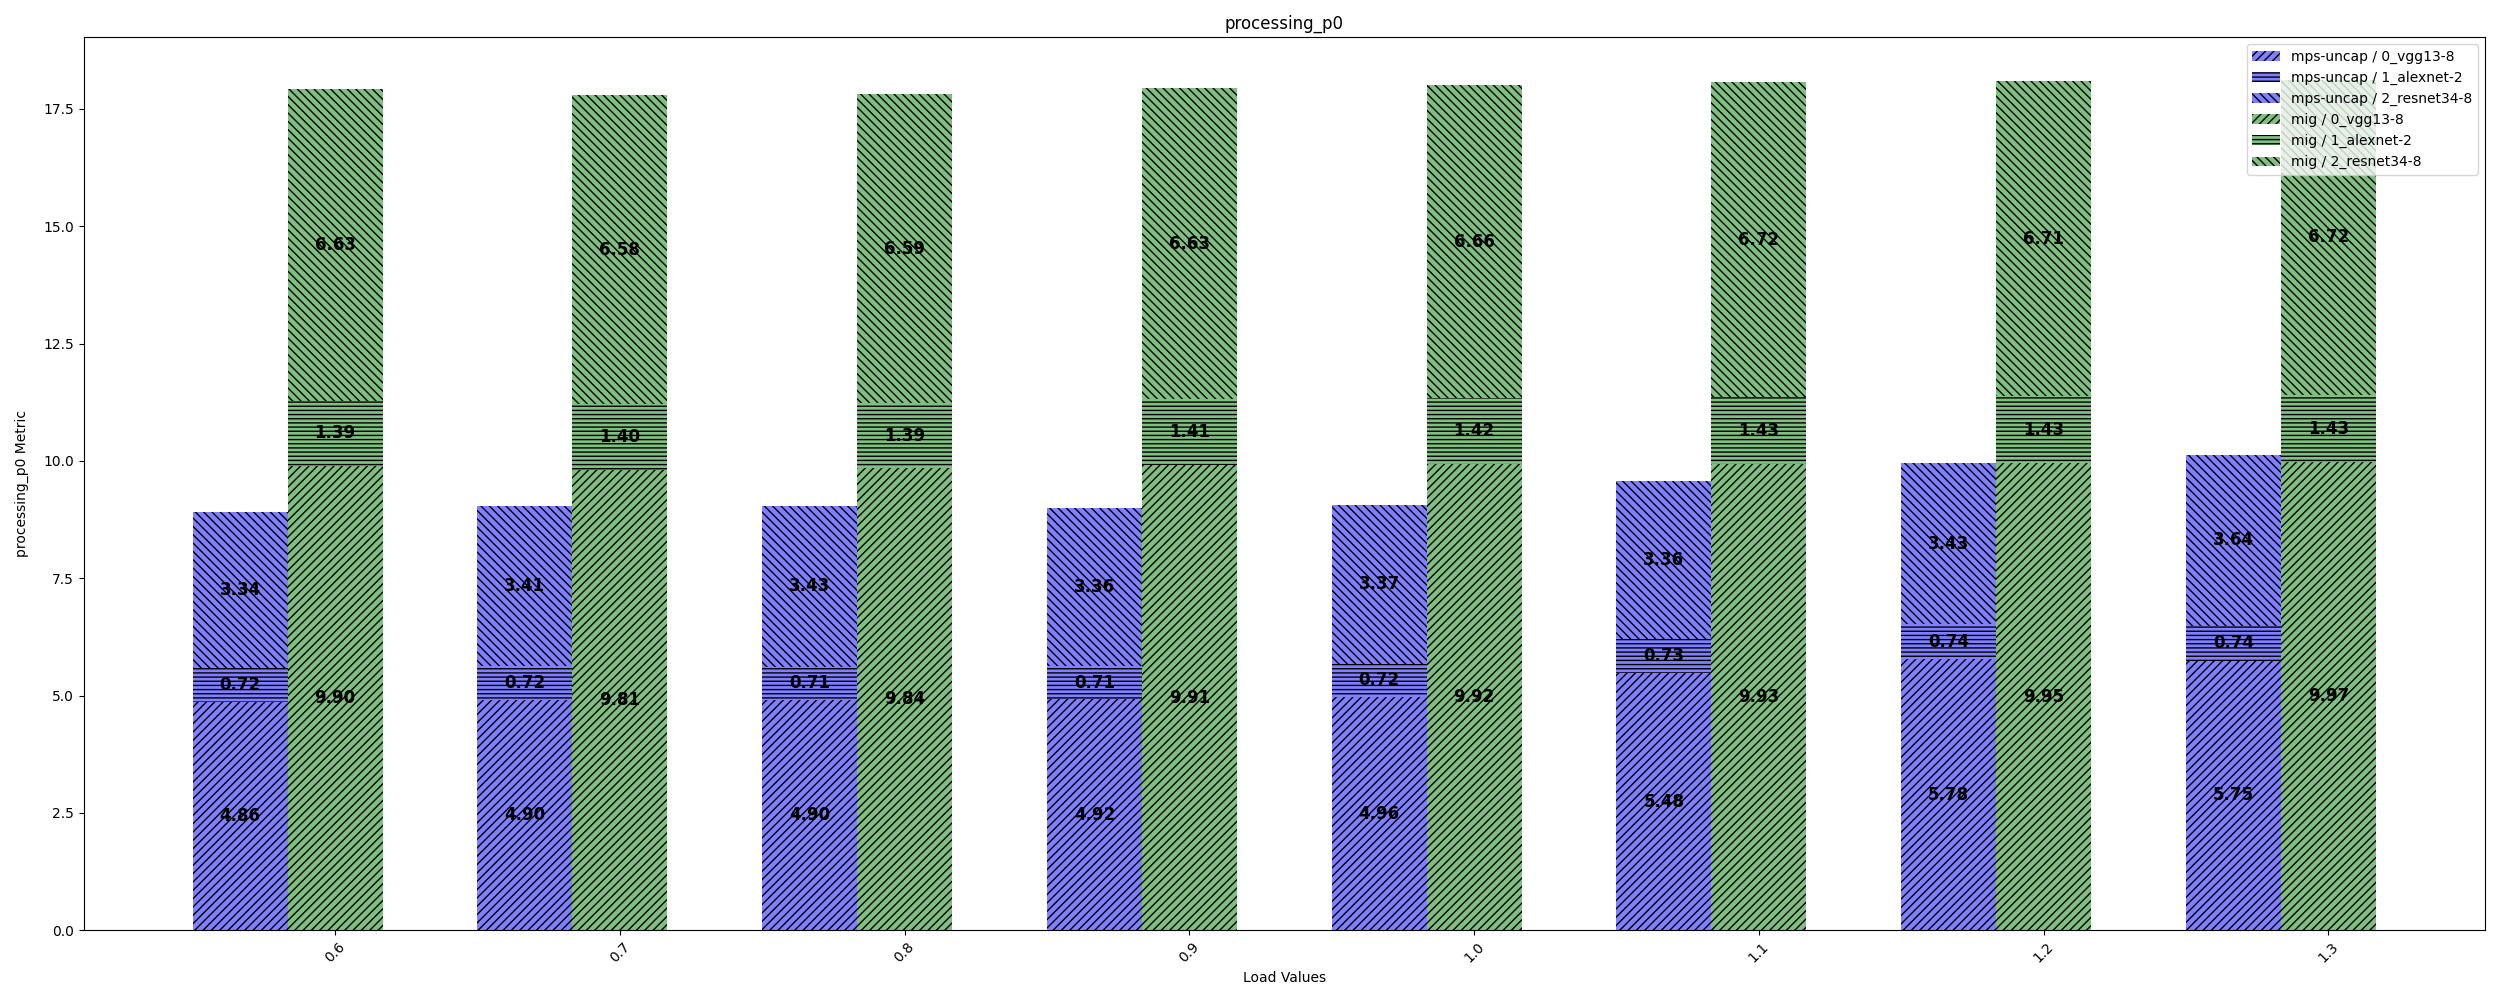 processing_p0
mps-uncap / 0_vgg13-8
mps-uncap / 1_alexnet-2
mps-uncap / 2_resnet34-8
mig / 0_vgg13-8
mig / 1_alexnet-2
mig / 2_resnet34-8
processing_p0 Metric
17.5
15.0
12.5
10.0
7.5
5.0
2.5
0.0
6.63 6.58 6.59 6.63 6.66 6.72 6.71 6.72
1.39 1.40 1.39 1.41 1.42 1.43 1.43 1.43
9.90 9.81 9.84 9.91 9.92 9.93 9.95 9.97
3.34 3.41 3.43 3.36 3.37 3.36 3.43 3.64
0.72 0.72 0.71 0.71 0.72 0.73 0.74 0.74
4.86 4.90 4.90 4.92 4.96 5.48 5.78 5.75
0.6 0.7 0.8 0.9 1.0 1.1 1.2 1.3
Load Values